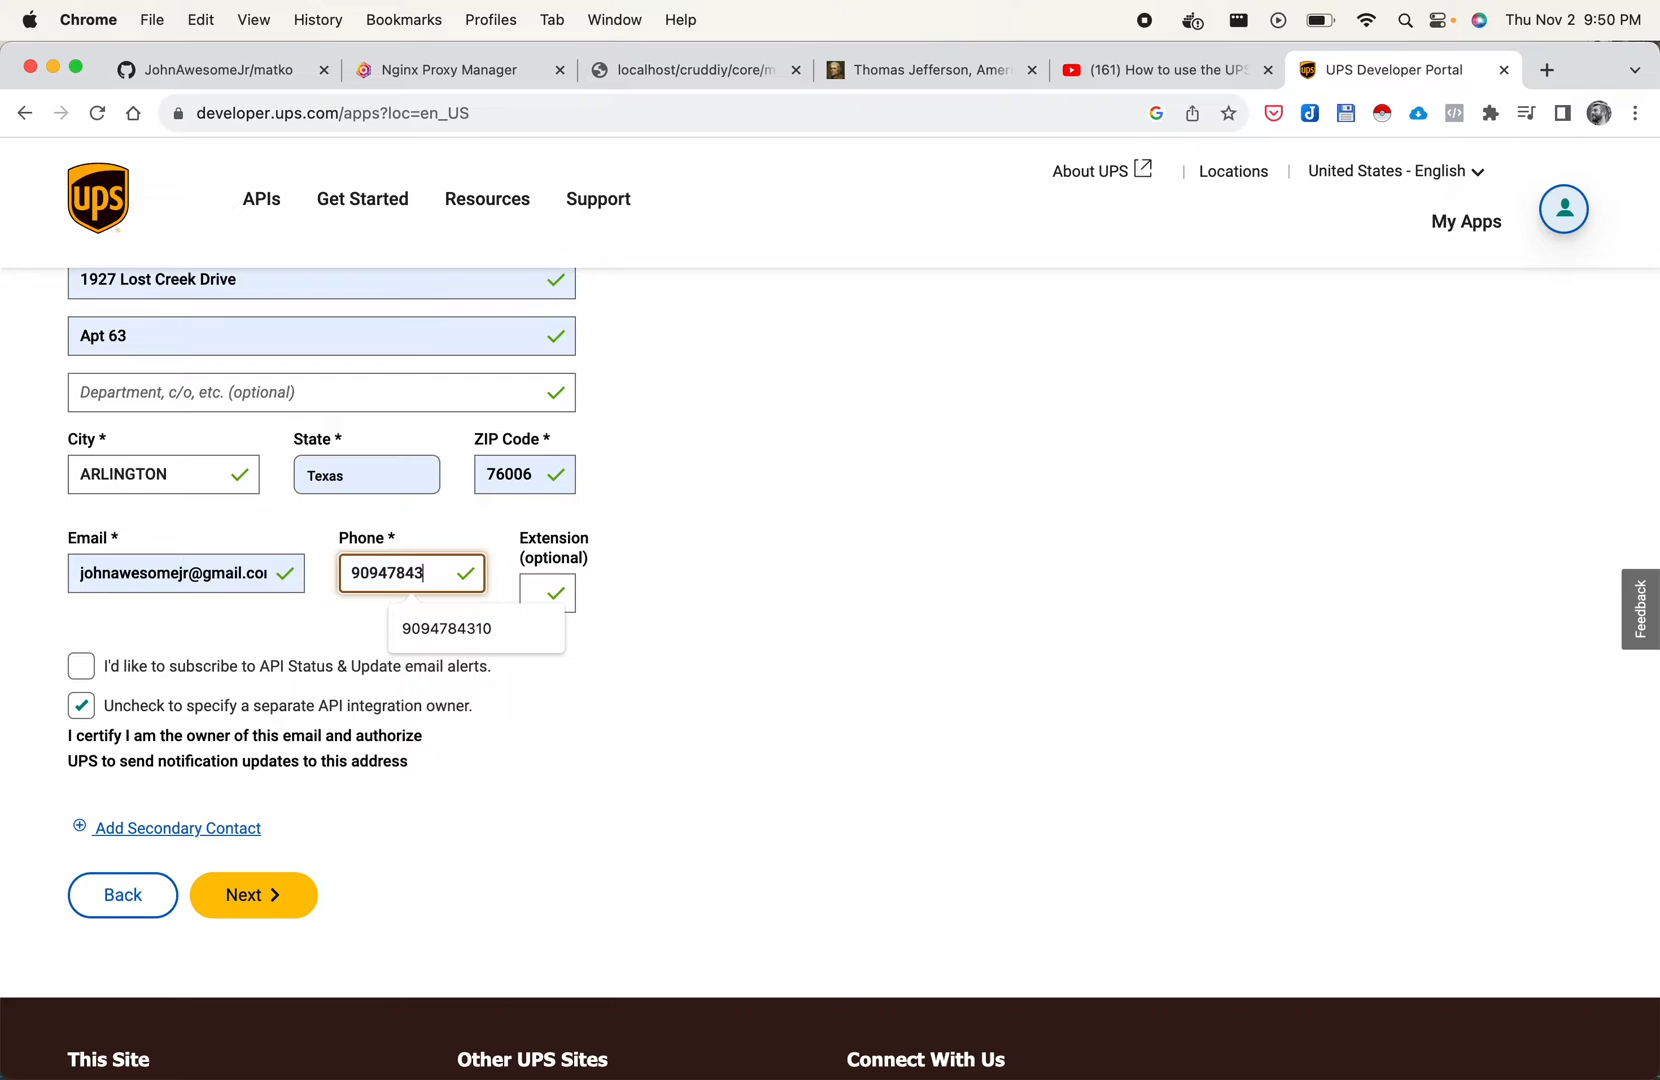 Chrome File Edit View History Bookmarks Profiles Tab Window Help Thu Nov 2 9:50 PM
JohnAwesomeJr/matko Nginx Proxy Manager localhost/cruddiy/core/m Thomas Jefferson, Amer (161) How to use the UPS UPS Developer Portal
developer.ups.com/apps?loc=en_US
About UPS | Locations | United States - English
ups APIs Get Started Resources Support
My Apps
1927 Lost Creek Drive
Apt 63
Department, c/o, etc. (optional)
City * State * ZIP Code *
ARLINGTON Texas 76006
Email * Phone * Extension
(optional)
johnawesomejr@gmail.co 90947843
9094784310
Feedback
I'd like to subscribe to API Status & Update email alerts.
Uncheck to specify a separate API integration owner.
I certify I am the owner of this email and authorize
UPS to send notification updates to this address
Add Secondary Contact
Back Next
This Site Other UPS Sites Connect With Us